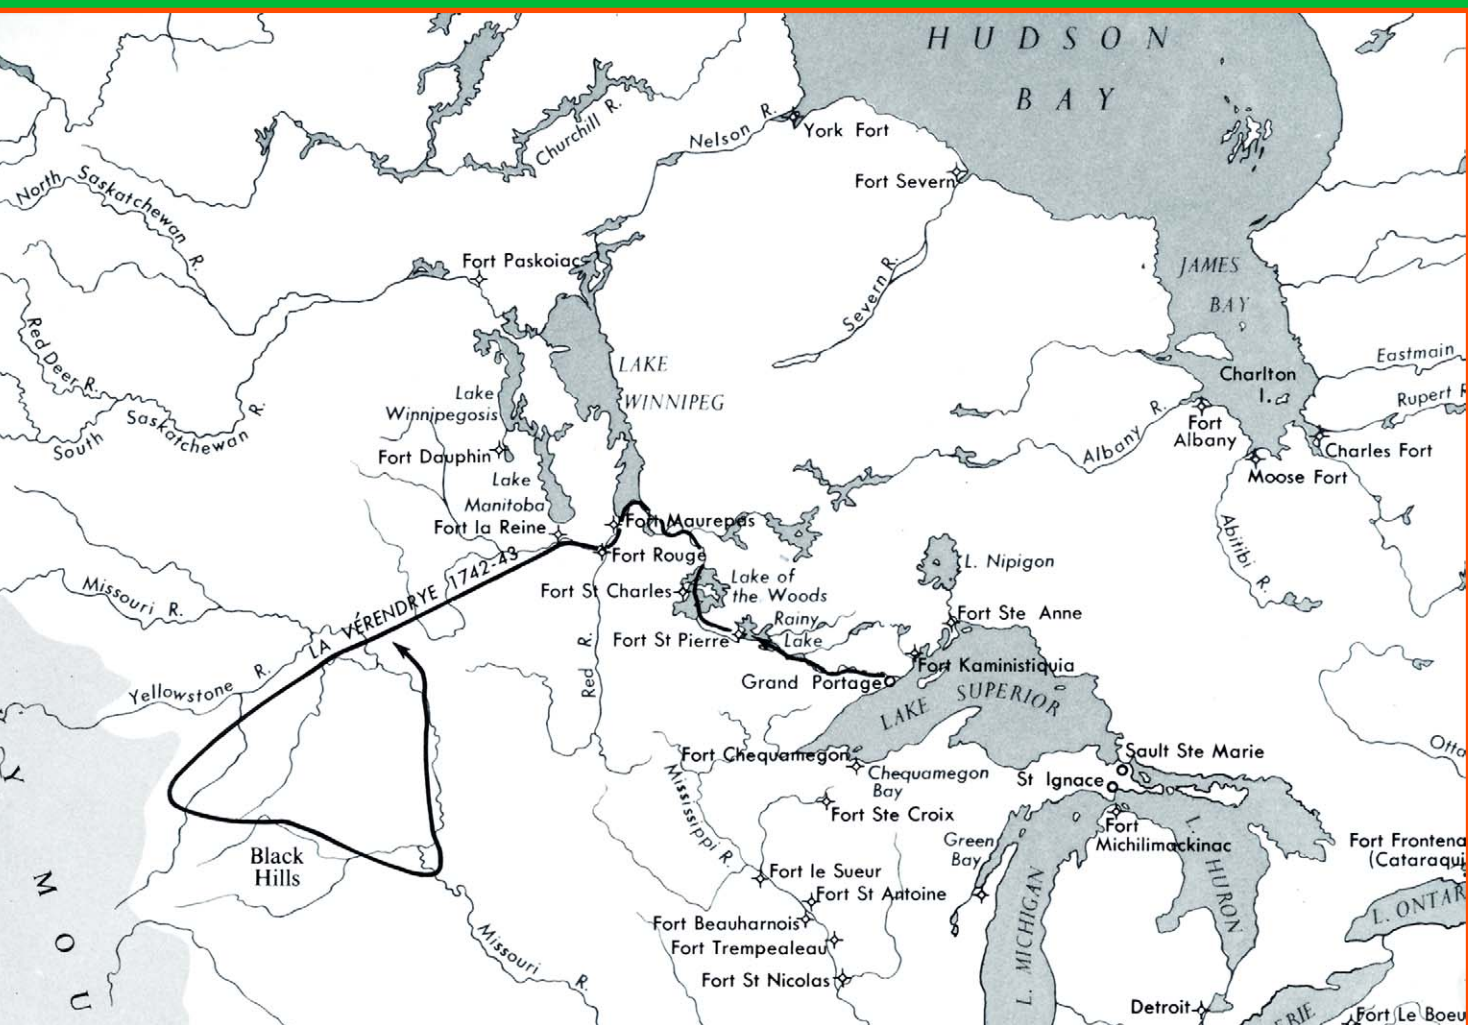 HUDSON
BAY
Churchill R.
Nelson R.
York Fort
Fort Severn
North Saskatchewan R.
Fort Paskoiac
Severn R.
JAMES
BAY
Red Deer R.
LAKE
WINNIPEG
Eastmain
Charlton
I.
Rupert R
Lake
Winnipegosis
South Saskatchewan R.
Fort Dauphin
Albany R.
Fort
Albany
Charles Fort
Moose Fort
Lake
Manitoba
Fort la Reine
Fort Maurepas
Fort Rouge
Abitibi R.
L. Nipigon
LA VÉRENDRYE 1742-43
Missouri R.
Fort St Charles
Lake of
the Woods
Rainy
Lake
Fort Ste Anne
Fort St Pierre
Fort Kaministiquia
Grand Portage
Yellowstone R.
Red R.
LAKE SUPERIOR
Fort Chequamegon
Chequamegon
Bay
Sault Ste Marie
St Ignace
Otta
Mississippi R.
Fort Ste Croix
Fort
Michilimackinac
Green
Bay
L. HURON
Fort Frontena
(Cataraqui
Black
Hills
Fort le Sueur
Fort St Antoine
L. ONTAR
Fort Beauharnois
Fort Trempealeau
L. MICHIGAN
Missouri R.
Fort St Nicolas
Detroit
ERIE
Fort Le Boeu
Y
M
O
U